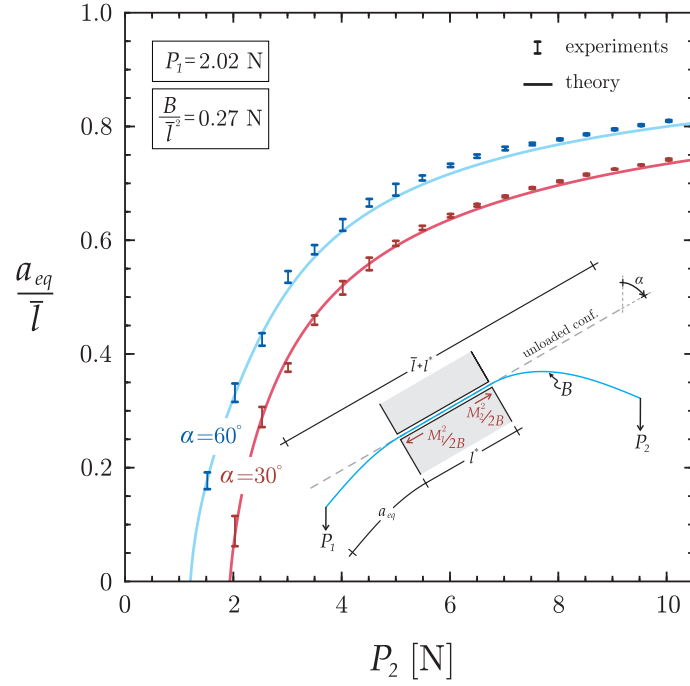 1.0
0.8
0.6
0.4
0.2
0
0
2
4
6
8
10
a_eq / l̄
P₂ [N]
P₁=2.02 N
B / l̄² =0.27 N
experiments
theory
α=60°
α=30°
α
unloaded conf.
l̄+l*
B
M₁²/2B
M₂²/2B
P₂
l*
a_eq
P₁